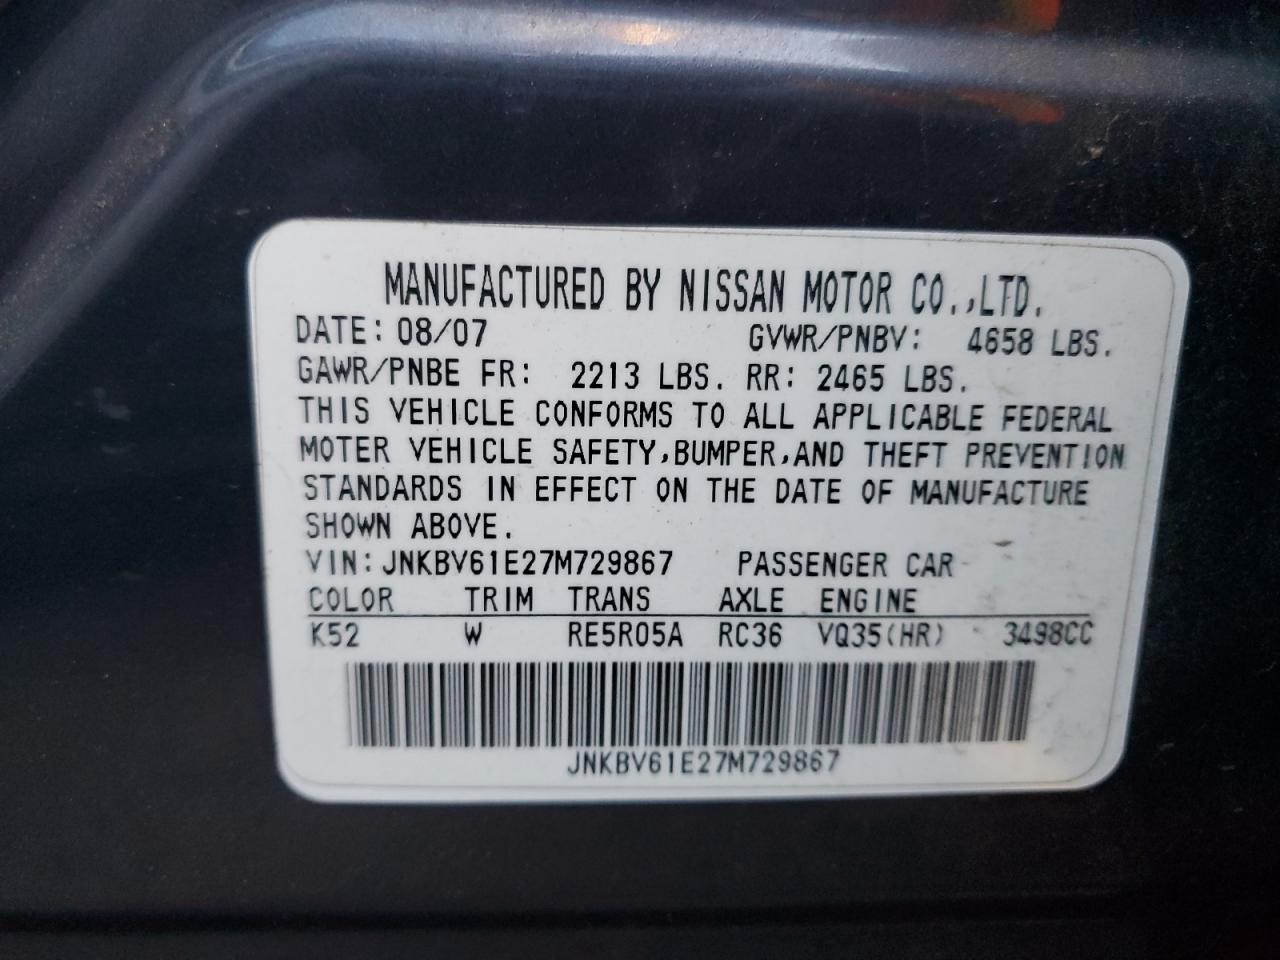 MANUFACTURED BY NISSAN MOTOR CO.,LTD.
DATE: 08/07 GVWR/PNBV: 4658 LBS.
GAWR/PNBE FR: 2213 LBS. RR: 2465 LBS.
THIS VEHICLE CONFORMS TO ALL APPLICABLE FEDERAL
MOTER VEHICLE SAFETY,BUMPER,AND THEFT PREVENTION
STANDARDS IN EFFECT ON THE DATE OF MANUFACTURE
SHOWN ABOVE.
VIN: JNKBV61E27M729867 PASSENGER CAR
COLOR TRIM TRANS AXLE ENGINE
K52 W RE5R05A RC36 VQ35(HR) 3498CC
JNKBV61E27M729867